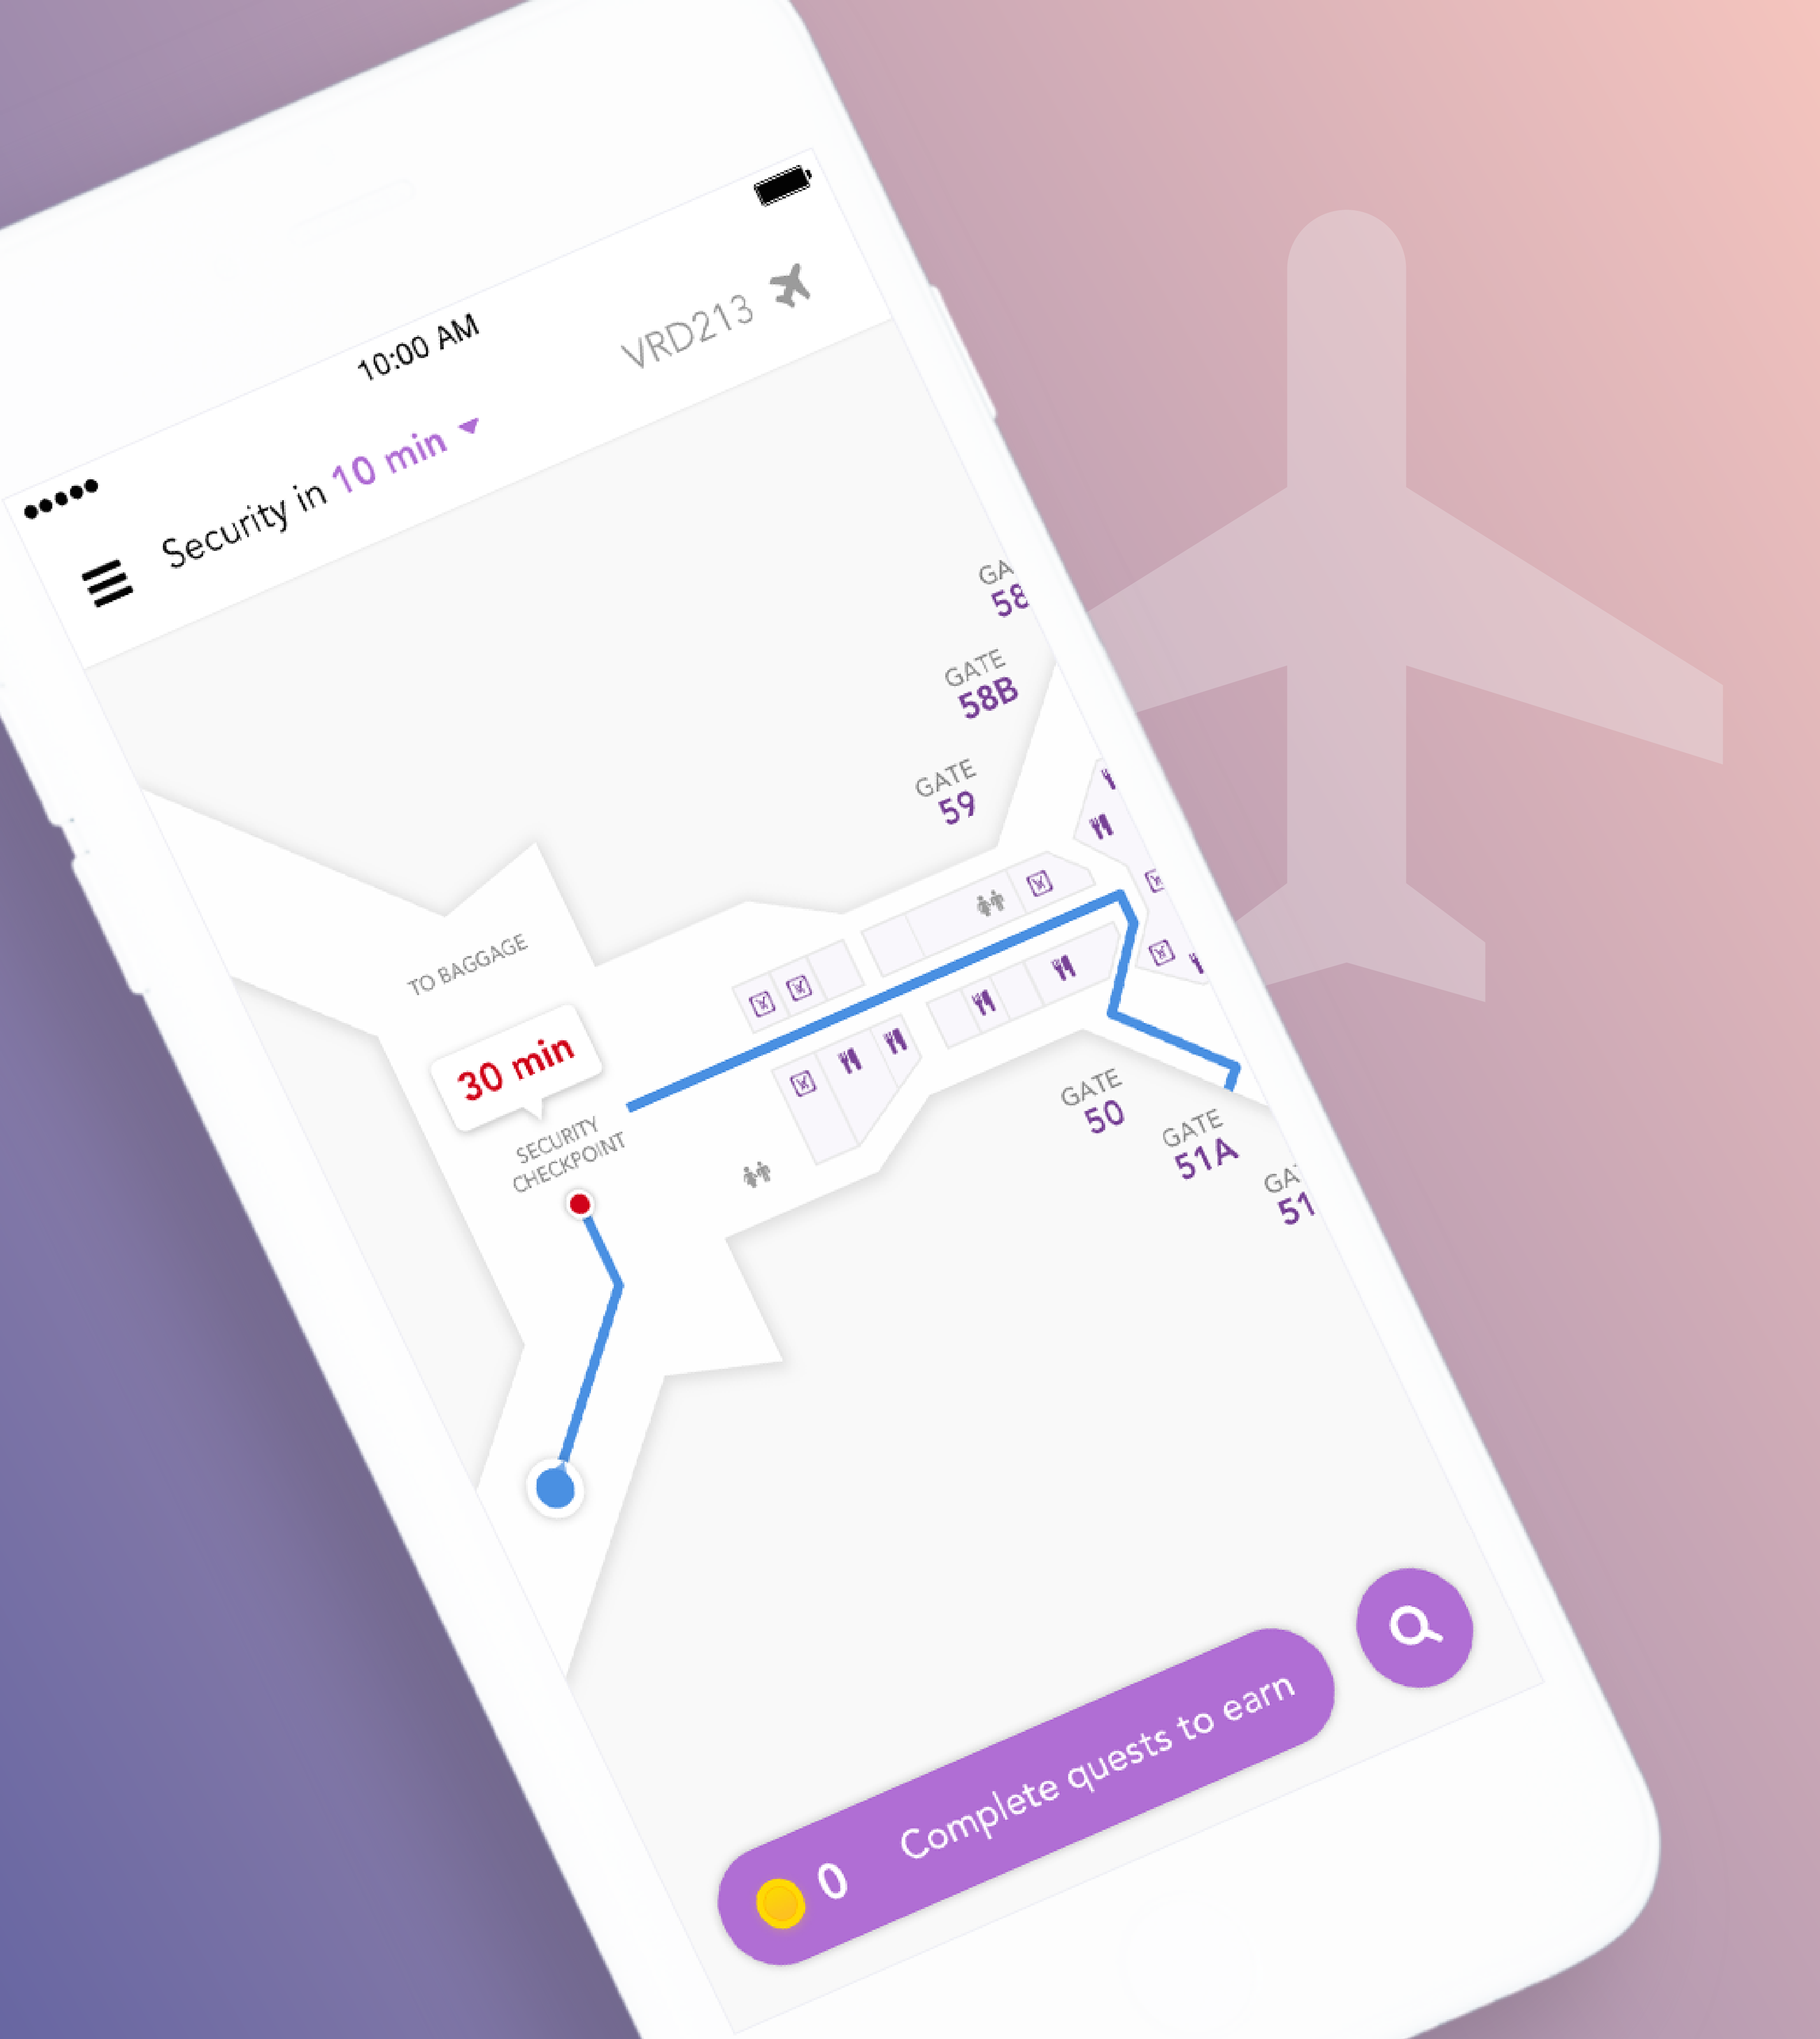 10:00 AM
Security in 10 min
VRD213
GA
58
GATE
58B
GATE
59
TO BAGGAGE
30 min
SECURITY
CHECKPOINT
GATE
50
GATE
51A
GA
51
0 Complete quests to earn